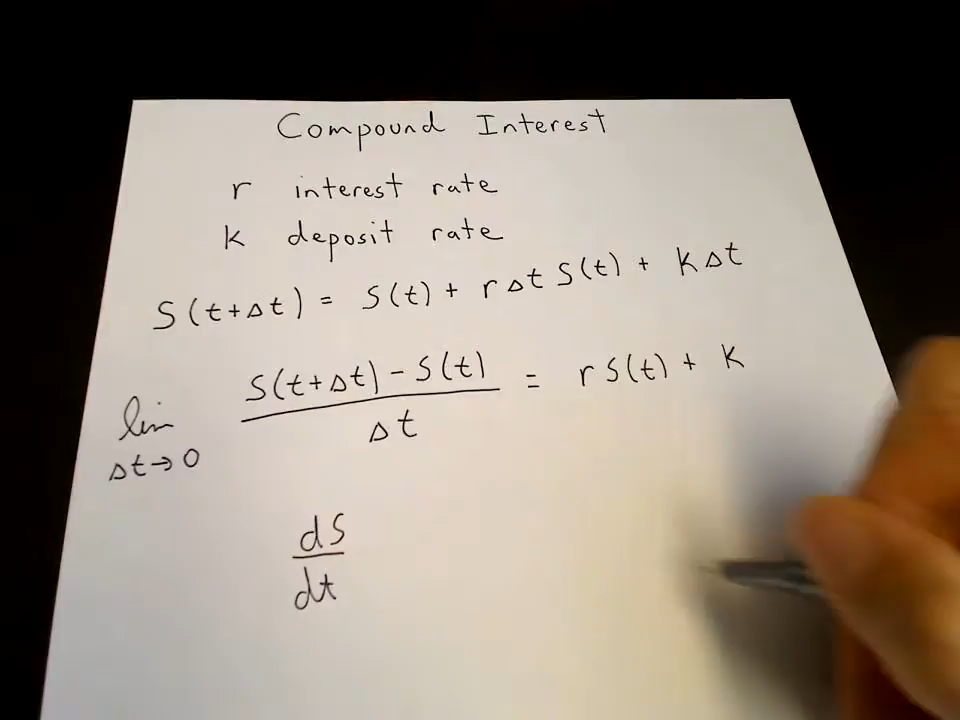 Compound Interest
r interest rate
k deposit rate
S(t+Δt) = S(t) + rΔt S(t) + kΔt
lim Δt→0 S(t+Δt) - S(t) / Δt = rS(t) + k
dS/dt